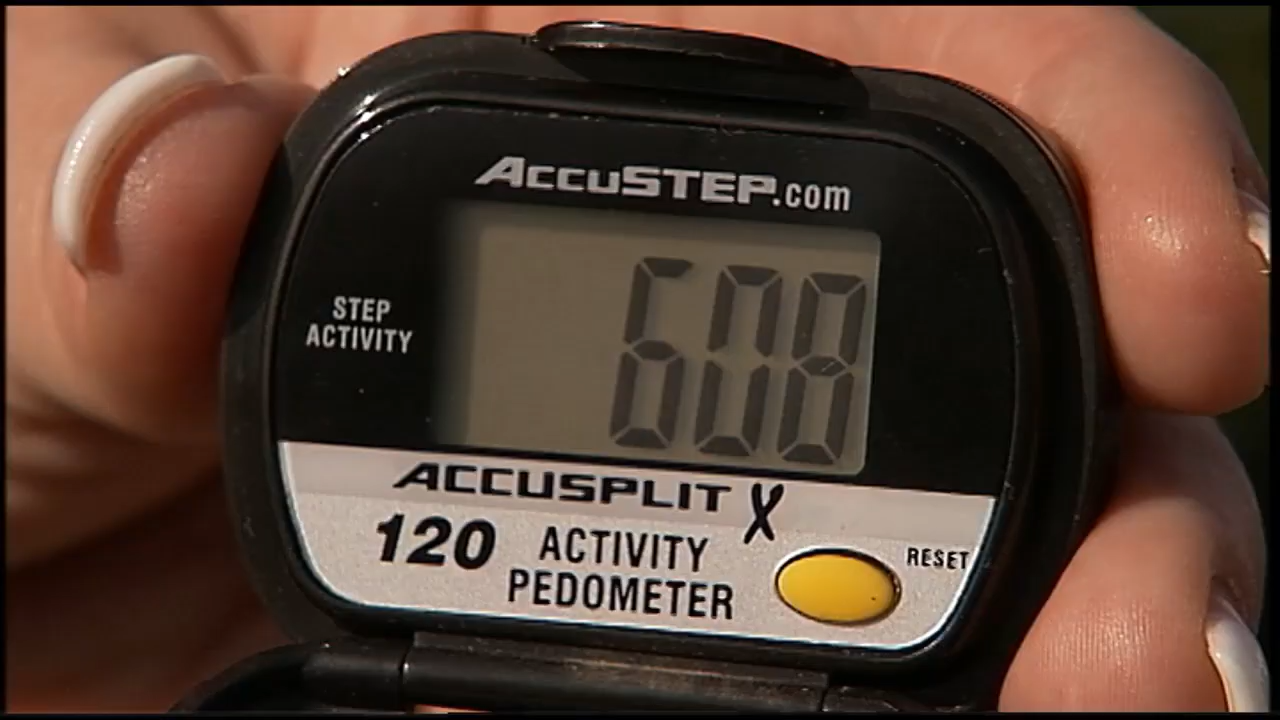 ACCUSTEP.com
STEP
ACTIVITY
608
ACCUSPLIT X
120 ACTIVITY
PEDOMETER
RESET